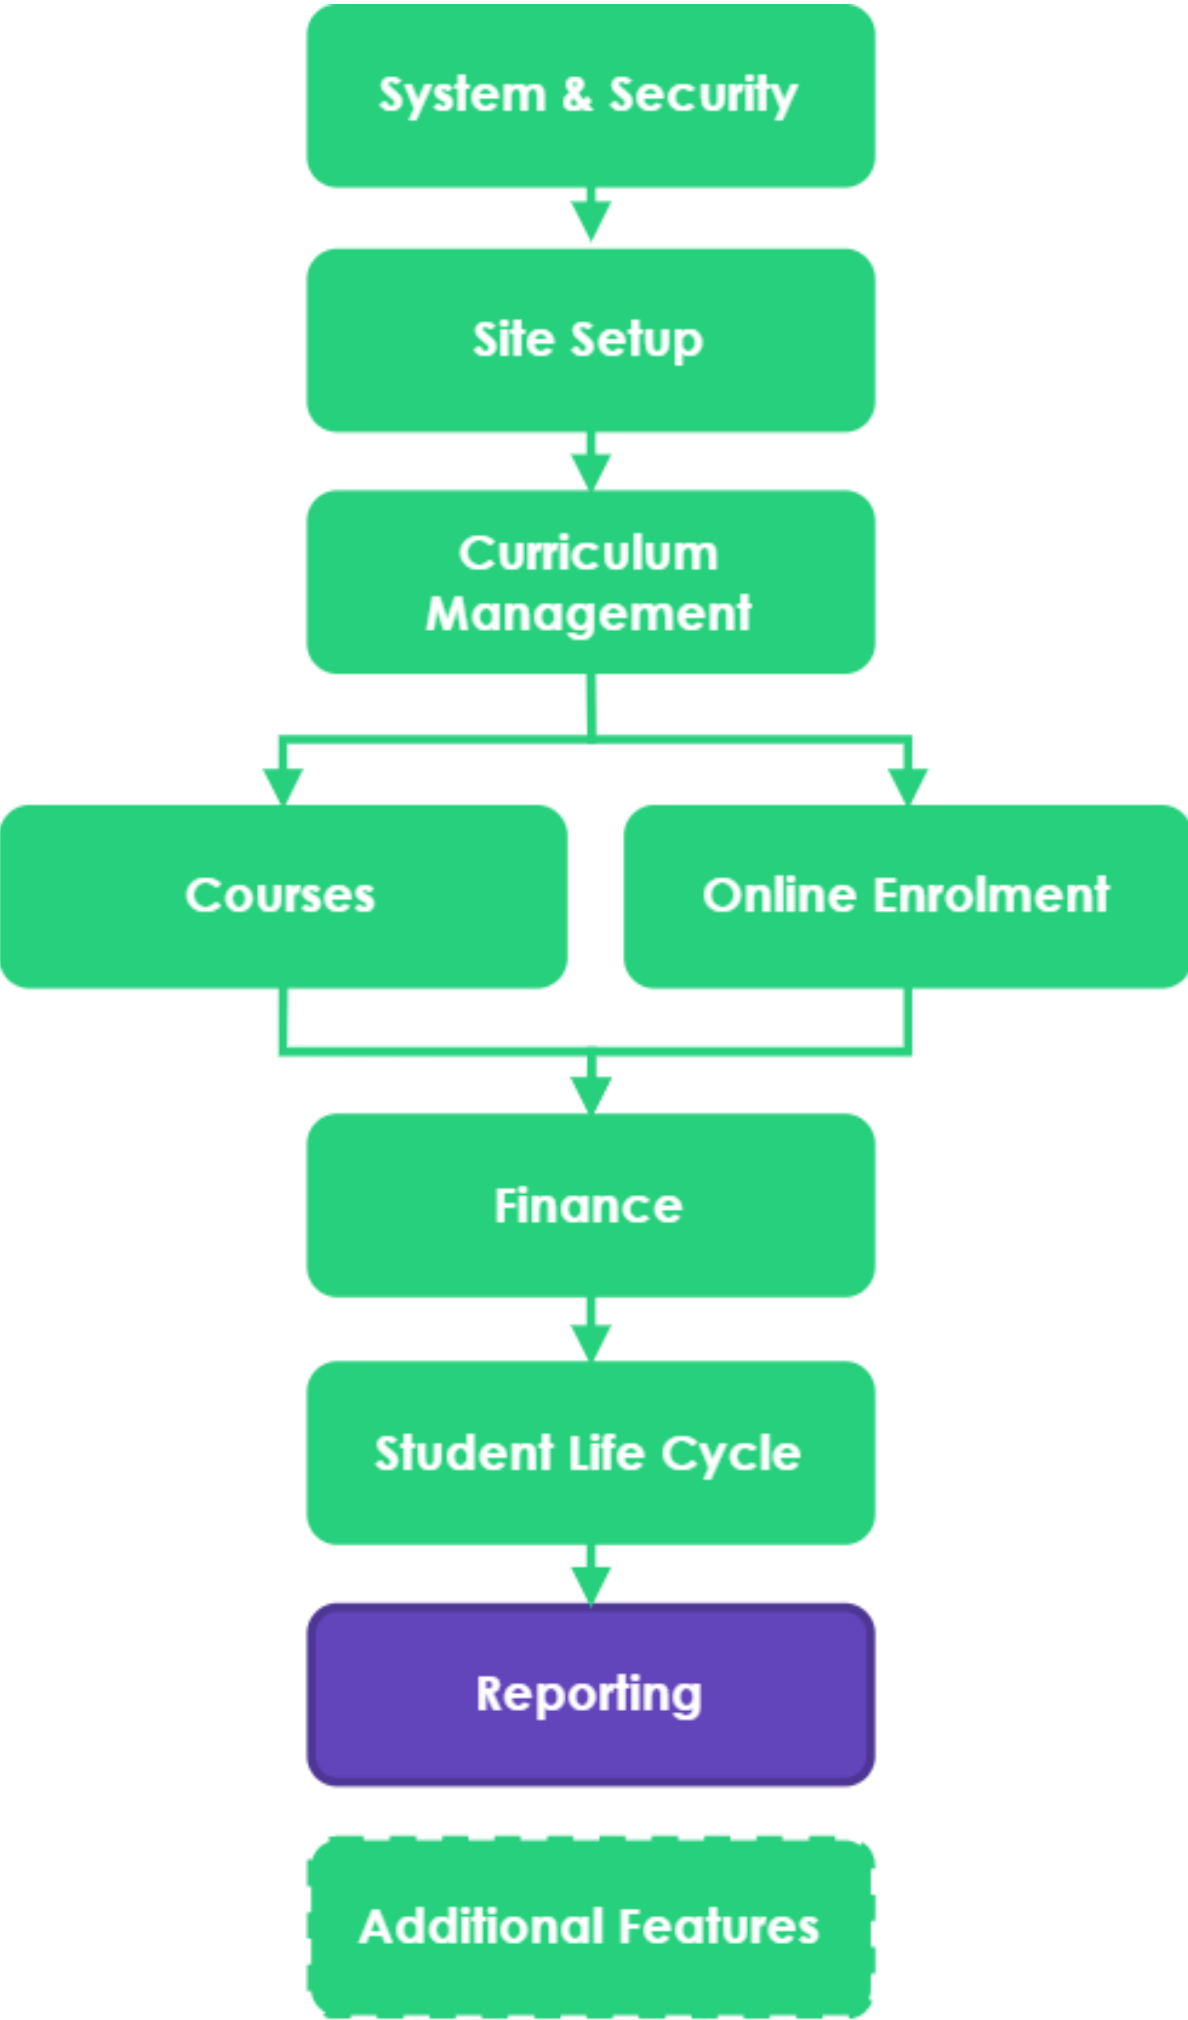 System & Security
Site Setup
Curriculum
Management
Courses
Online Enrolment
Finance
Student Life Cycle
Reporting
Additional Features